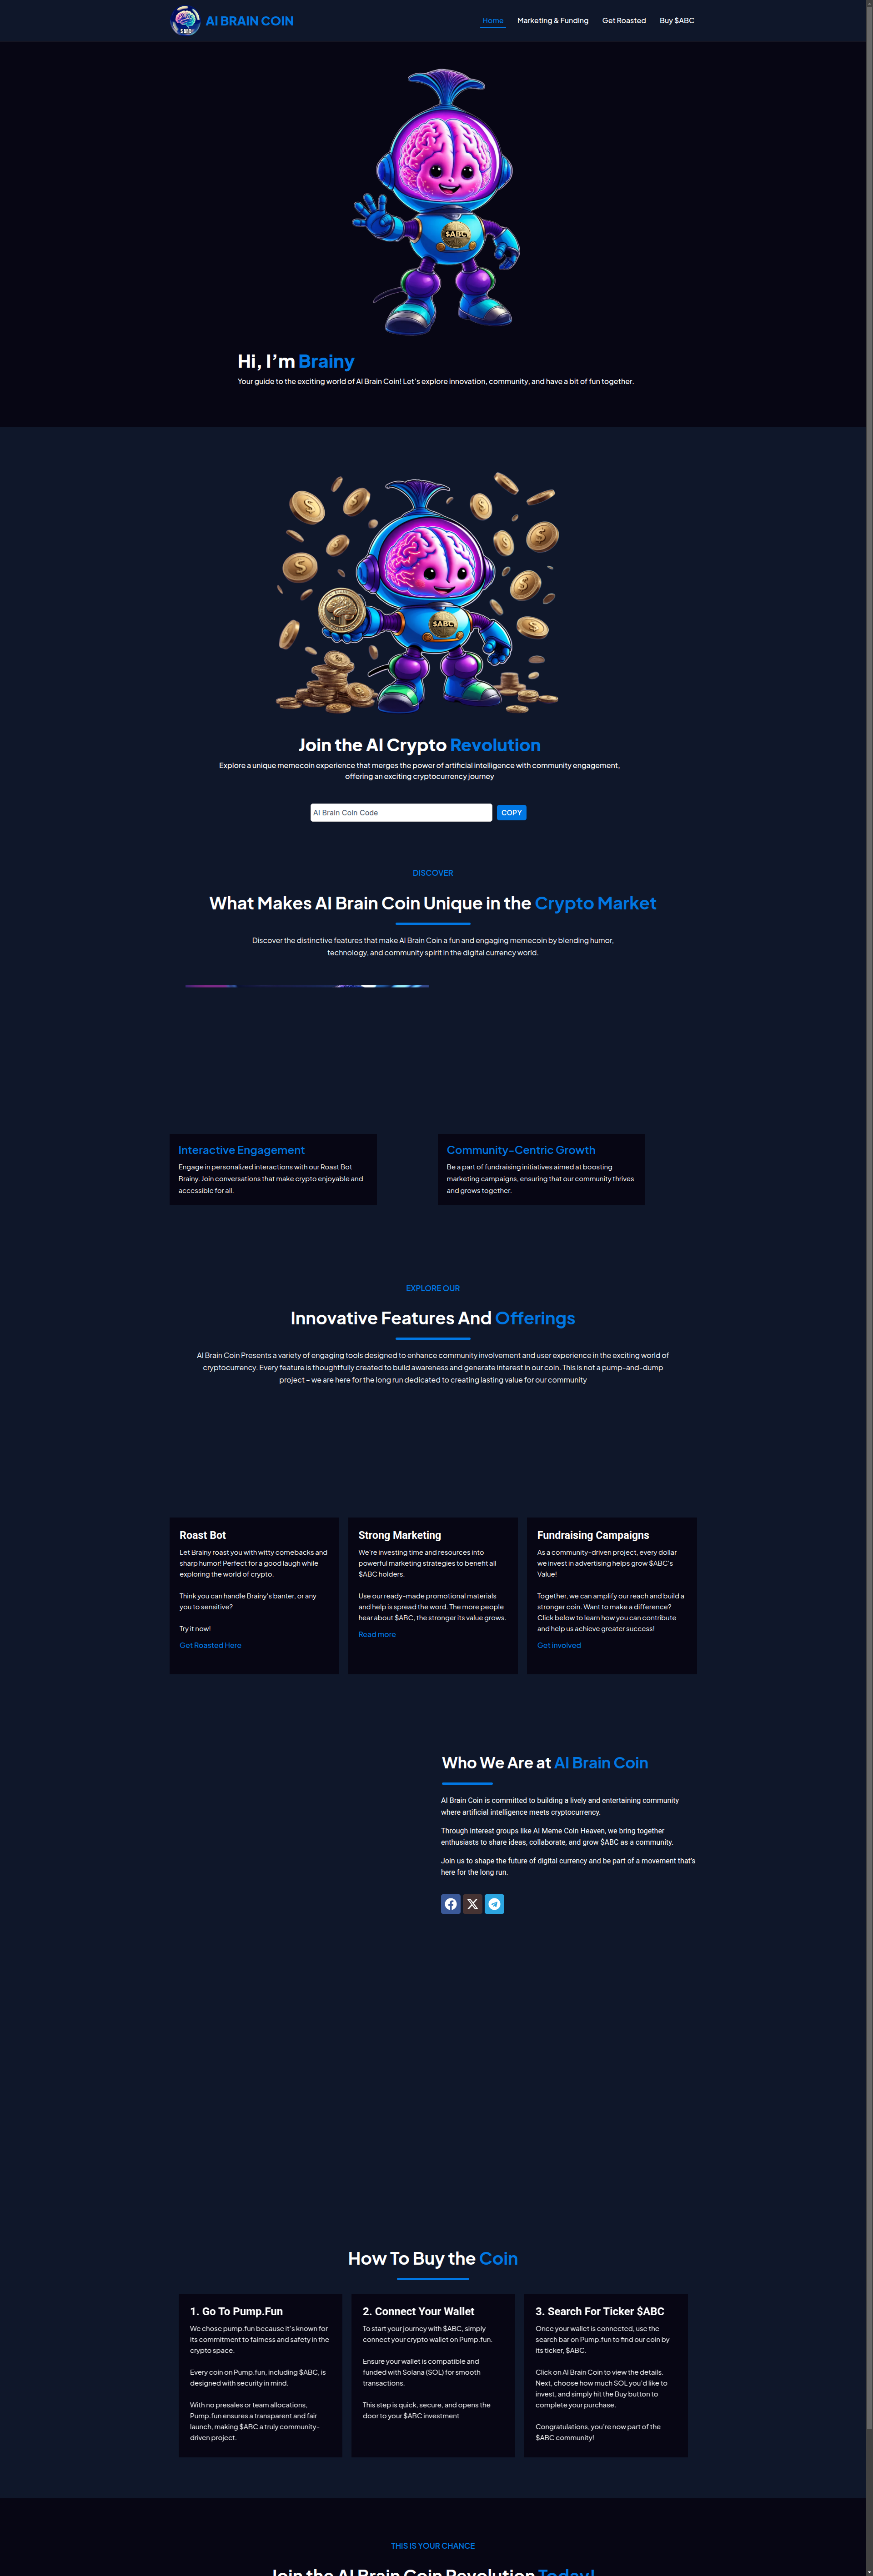 AI BRAIN COIN
Home Marketing & Funding Get Roasted Buy $ABC
$ABC
Hi, I’m Brainy
Your guide to the exciting world of AI Brain Coin! Let’s explore innovation, community, and have a bit of fun together.
$ABC
Join the AI Crypto Revolution
Explore a unique memecoin experience that merges the power of artificial intelligence with community engagement,
offering an exciting cryptocurrency journey
AI Brain Coin Code COPY
DISCOVER
What Makes AI Brain Coin Unique in the Crypto Market
Discover the distinctive features that make AI Brain Coin a fun and engaging memecoin by blending humor,
technology, and community spirit in the digital currency world.
Interactive Engagement
Engage in personalized interactions with our Roast Bot
Brainy. Join conversations that make crypto enjoyable and
accessible for all.
Community-Centric Growth
Be a part of fundraising initiatives aimed at boosting
marketing campaigns, ensuring that our community thrives
and grows together.
EXPLORE OUR
Innovative Features And Offerings
AI Brain Coin Presents a variety of engaging tools designed to enhance community involvement and user experience in the exciting world of
cryptocurrency. Every feature is thoughtfully created to build awareness and generate interest in our coin. This is not a pump-and-dump
project – we are here for the long run dedicated to creating lasting value for our community
Roast Bot
Let Brainy roast you with witty comebacks and
sharp humor! Perfect for a good laugh while
exploring the world of crypto.
Think you can handle Brainy's banter, or any
you to sensitive?
Try it now!
Get Roasted Here
Strong Marketing
We’re investing time and resources into
powerful marketing strategies to benefit all
$ABC holders.
Use our ready-made promotional materials
and help is spread the word. The more people
hear about $ABC, the stronger its value grows.
Read more
Fundraising Campaigns
As a community-driven project, every dollar
we invest in advertising helps grow $ABC’s
Value!
Together, we can amplify our reach and build a
stronger coin. Want to make a difference?
Click below to learn how you can contribute
and help us achieve greater success!
Get involved
Who We Are at AI Brain Coin
AI Brain Coin is committed to building a lively and entertaining community
where artificial intelligence meets cryptocurrency.
Through interest groups like AI Meme Coin Heaven, we bring together
enthusiasts to share ideas, collaborate, and grow $ABC as a community.
Join us to shape the future of digital currency and be part of a movement that’s
here for the long run.
How To Buy the Coin
1. Go To Pump.Fun
We chose pump.fun because it’s known for
its commitment to fairness and safety in the
crypto space.
Every coin on Pump.fun, including $ABC, is
designed with security in mind.
With no presales or team allocations,
Pump.fun ensures a transparent and fair
launch, making $ABC a truly community-
driven project.
2. Connect Your Wallet
To start your journey with $ABC, simply
connect your crypto wallet on Pump.fun.
Ensure your wallet is compatible and
funded with Solana (SOL) for smooth
transactions.
This step is quick, secure, and opens the
door to your $ABC investment
3. Search For Ticker $ABC
Once your wallet is connected, use the
search bar on Pump.fun to find our coin by
its ticker, $ABC.
Click on AI Brain Coin to view the details.
Next, choose how much SOL you’d like to
invest, and simply hit the Buy button to
complete your purchase.
Congratulations, you’re now part of the
$ABC community!
THIS IS YOUR CHANCE
Join the AI Brain Coin Revolution Today!